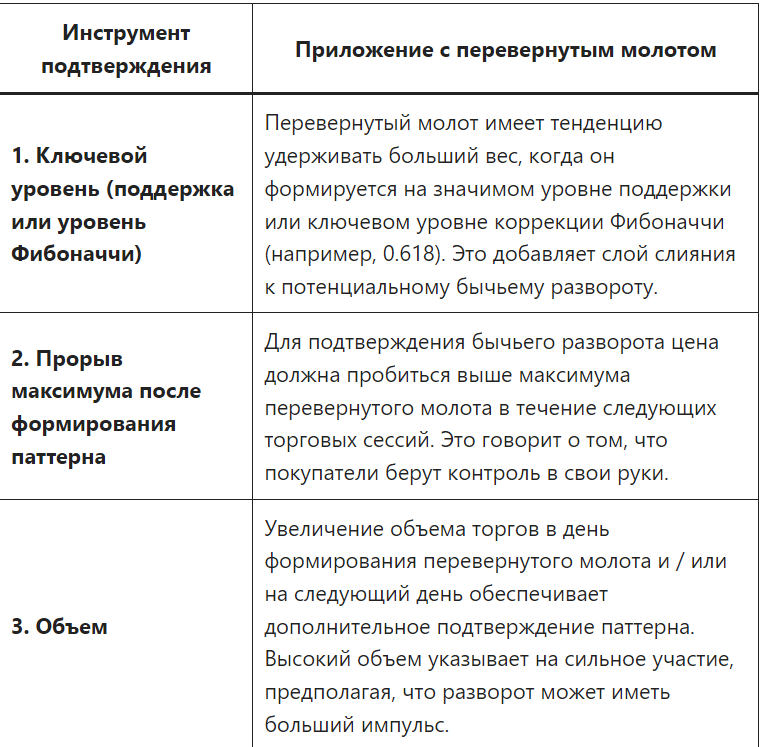 Инструмент
подтверждения
Приложение с перевернутым молотом
1. Ключевой
уровень (поддержка
или уровень
Фибоначчи)
Перевернутый молот имеет тенденцию
удерживать больший вес, когда он
формируется на значимом уровне поддержки
или ключевом уровне коррекции Фибоначчи
(например, 0.618). Это добавляет слой слияния
к потенциальному бычьему развороту.
2. Прорыв
максимума после
формирования
паттерна
Для подтверждения бычьего разворота цена
должна пробиться выше максимума
перевернутого молота в течение следующих
торговых сессий. Это говорит о том, что
покупатели берут контроль в свои руки.
3. Объем
Увеличение объема торгов в день
формирования перевернутого молота и / или
на следующий день обеспечивает
дополнительное подтверждение паттерна.
Высокий объем указывает на сильное участие,
предполагая, что разворот может иметь
больший импульс.